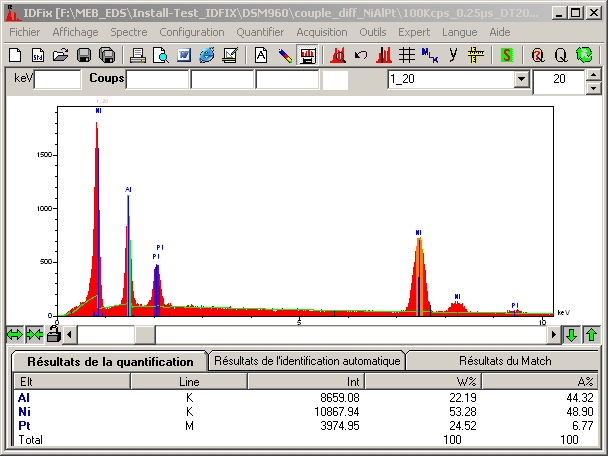 IDFix [F:\MEB_EDS\Install-Test_IDFIX\DSM960\couple_diff_NiAlPt\100Kcps_0.25µs_DT20...
Fichier Affichage Spectre Configuration Quantifier Acquisition Outils Expert Langue Aide
keV Coups 1_20 20
1_20
Ni
Al
Pt
Pt
Ni
Ni
Pt
1500
1000
500
0 5 10 keV
Résultats de la quantification Résultats de l'identification automatique Résultats du Match
Elt Line Int W% A%
Al K 8659.08 22.19 44.32
Ni K 10867.94 53.28 48.90
Pt M 3974.95 24.52 6.77
Total 100 100